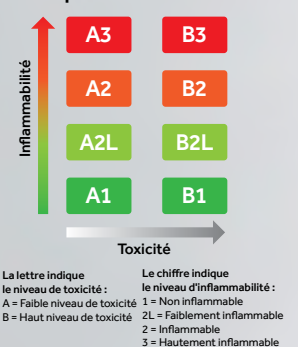 Inflammabilité
A3 B3
A2 B2
A2L B2L
A1 B1
Toxicité
La lettre indique
le niveau de toxicité :
A = Faible niveau de toxicité
B = Haut niveau de toxicité
Le chiffre indique
le niveau d'inflammabilité :
1 = Non inflammable
2L = Faiblement inflammable
2 = Inflammable
3 = Hautement inflammable